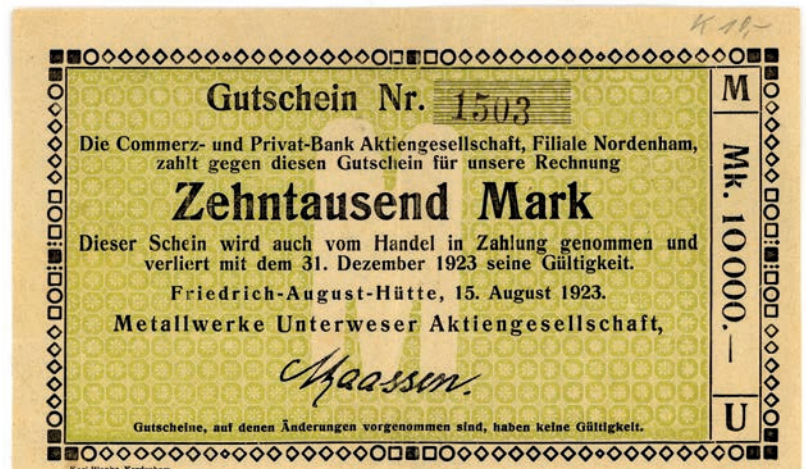 K 10,-
Gutschein Nr. 1503
Die Commerz- und Privat-Bank Aktiengesellschaft, Filiale Nordenham,
zahlt gegen diesen Gutschein für unsere Rechnung
Zehntausend Mark
Dieser Schein wird auch vom Handel in Zahlung genommen und
verliert mit dem 31. Dezember 1923 seine Gültigkeit.
Friedrich-August-Hütte, 15. August 1923.
Metallwerke Unterweser Aktiengesellschaft,
Maassen.
Gutscheine, auf denen Änderungen vorgenommen sind, haben keine Gültigkeit.
M
Mk. 10000.—
U